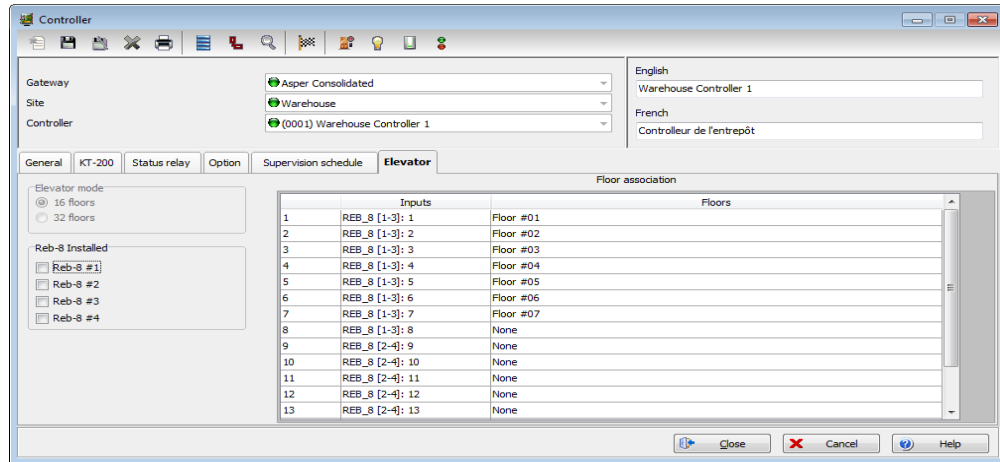 Controller
Gateway
Asper Consolidated
Site
Warehouse
Controller
(0001) Warehouse Controller 1
English
Warehouse Controller 1
French
Controlleur de l'entrepôt
General KT-200 Status relay Option Supervision schedule Elevator
Elevator mode
16 floors
32 floors
Reb-8 Installed
Reb-8 #1
Reb-8 #2
Reb-8 #3
Reb-8 #4
Floor association
Inputs Floors
1 REB_8 [1-3]: 1 Floor #01
2 REB_8 [1-3]: 2 Floor #02
3 REB_8 [1-3]: 3 Floor #03
4 REB_8 [1-3]: 4 Floor #04
5 REB_8 [1-3]: 5 Floor #05
6 REB_8 [1-3]: 6 Floor #06
7 REB_8 [1-3]: 7 Floor #07
8 REB_8 [1-3]: 8 None
9 REB_8 [2-4]: 9 None
10 REB_8 [2-4]: 10 None
11 REB_8 [2-4]: 11 None
12 REB_8 [2-4]: 12 None
13 REB_8 [2-4]: 13 None
Close Cancel Help